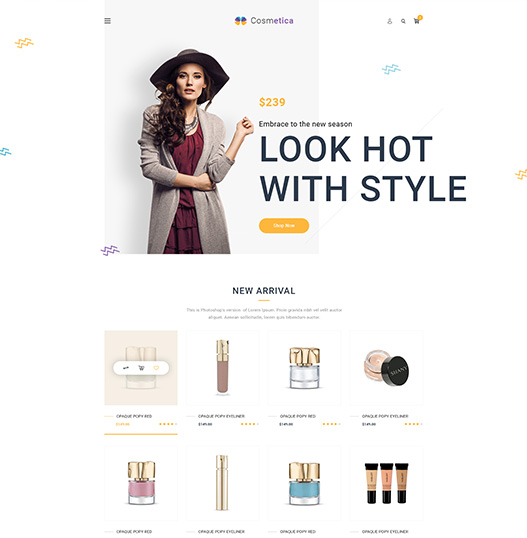 Cosmetica
1
$239
Embrace to the new season
LOOK HOT
WITH STYLE
Shop Now
NEW ARRIVAL
This is Photoshop's version of Lorem Ipsum. Proin gravida nibh vel velit auctor
aliquet. Aenean sollicitudin, lorem quis bibendum auctor.
OPAQUE POPY RED
$149.00
OPAQUE POPY EYELINER
$149.00
OPAQUE POPY RED
$149.00
OPAQUE POPY EYELINER
$149.00
OPAQUE POPY RED
OPAQUE POPY EYELINER
OPAQUE POPY RED
OPAQUE POPY EYELINER